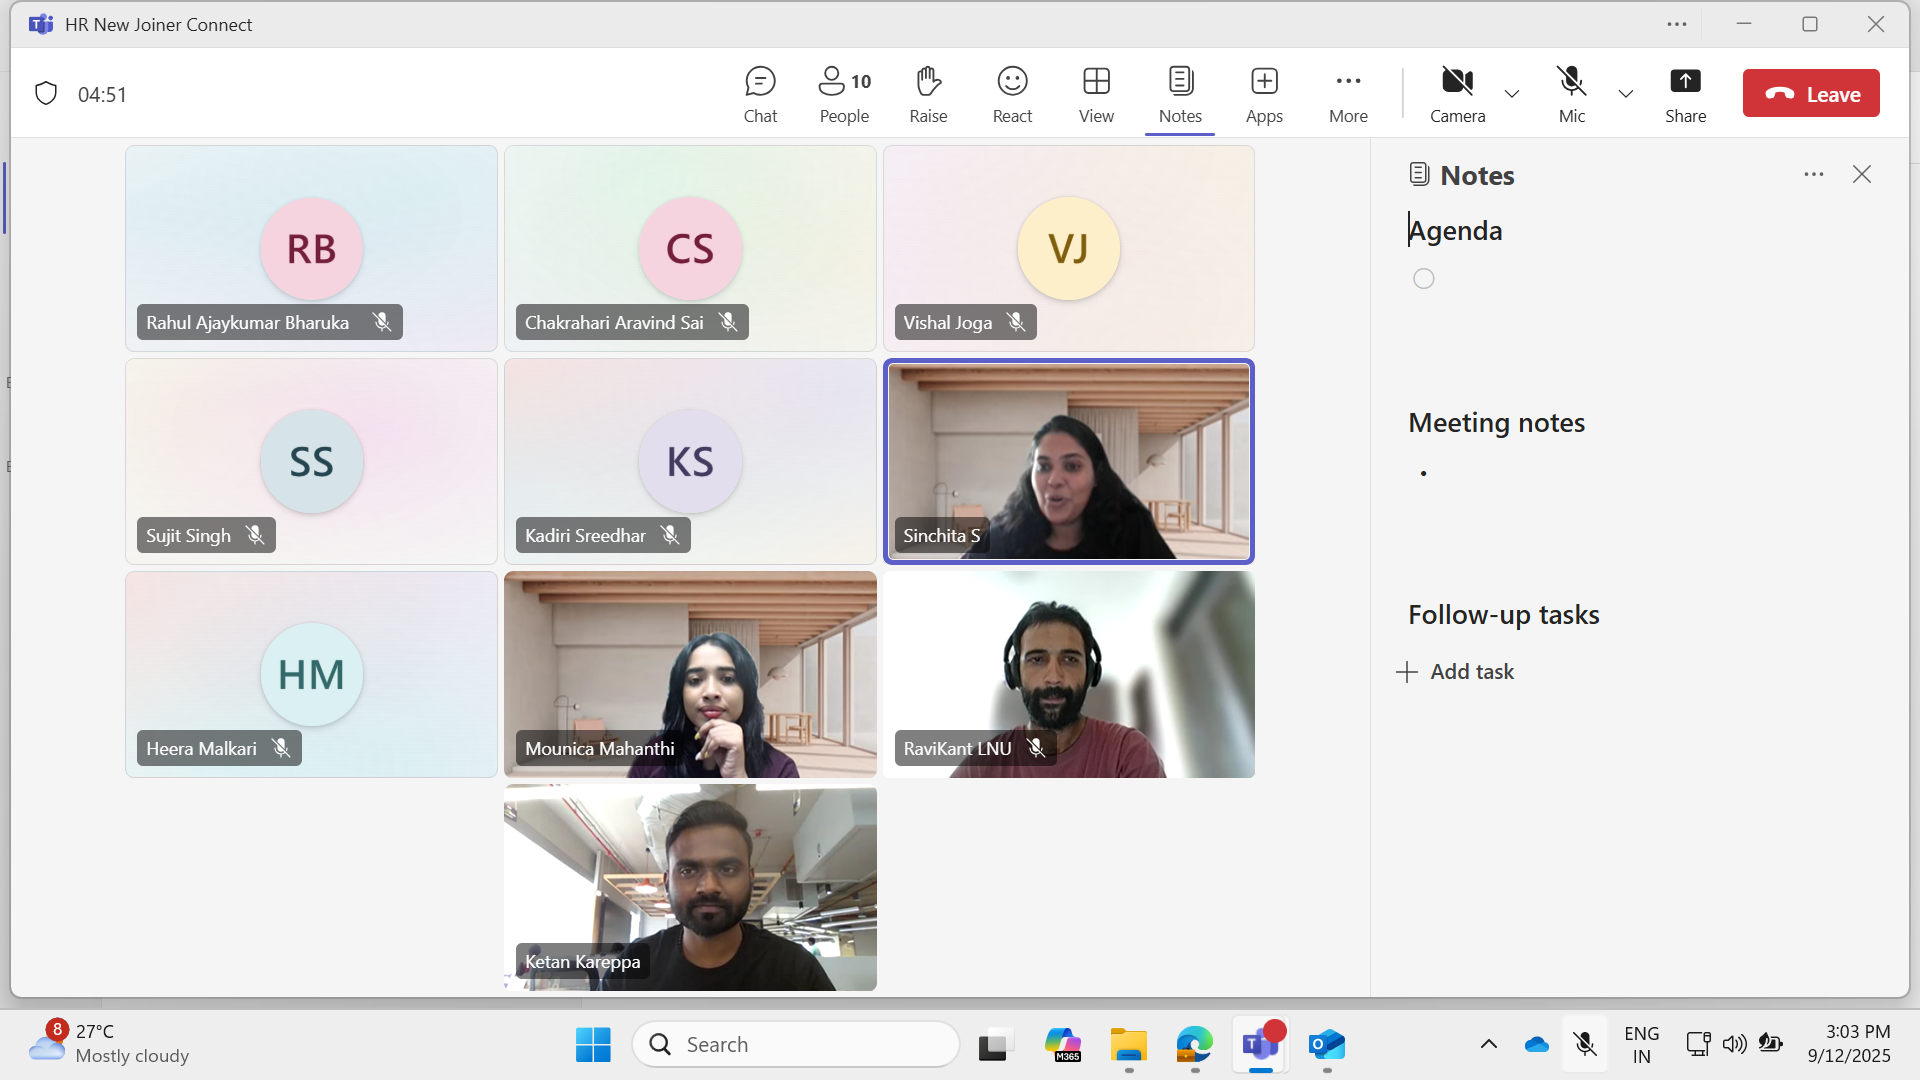 HR New Joiner Connect
04:51
Chat
People 10
Raise
React
View
Notes
Apps
More
Camera
Mic
Share
Leave
RB
Rahul Ajaykumar Bharuka
CS
Chakrahari Aravind Sai
VJ
Vishal Joga
SS
Sujit Singh
KS
Kadiri Sreedhar
Sinchita S
HM
Heera Malkari
Mounica Mahanthi
RaviKant LNU
Ketan Kareppa
Notes
Agenda
Meeting notes
Follow-up tasks
Add task
8
27°C
Mostly cloudy
Search
M365
ENG
IN
3:03 PM
9/12/2025